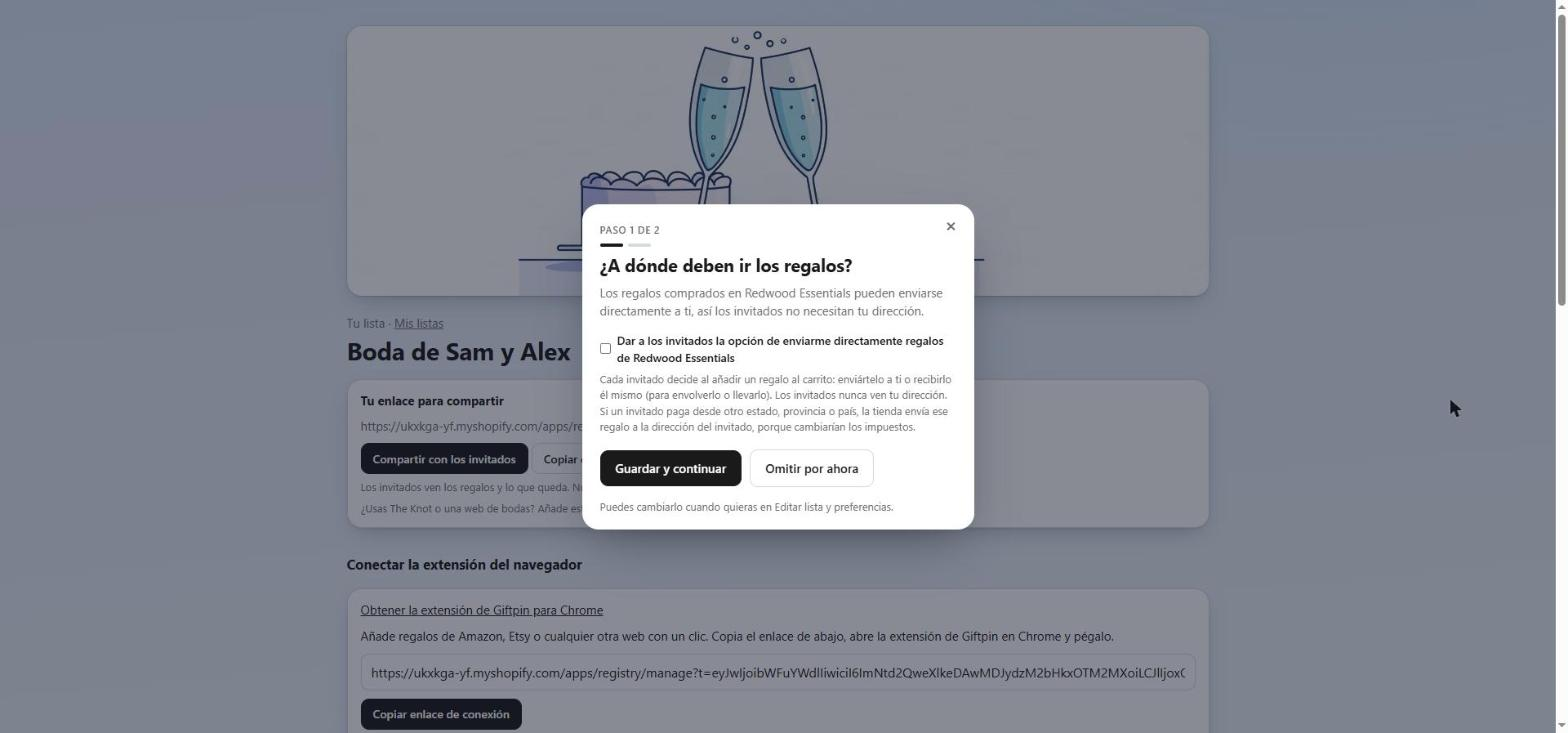 PASO 1 DE 2
¿A dónde deben ir los regalos?
Los regalos comprados en Redwood Essentials pueden enviarse
directamente a ti, así los invitados no necesitan tu dirección.
Dar a los invitados la opción de enviarme directamente regalos
de Redwood Essentials
Cada invitado decide al añadir un regalo al carrito: enviártelo a ti o recibirlo
él mismo (para envolverlo o llevarlo). Los invitados nunca ven tu dirección.
Si un invitado paga desde otro estado, provincia o país, la tienda envía ese
regalo a la dirección del invitado, porque cambiarían los impuestos.
Guardar y continuar
Omitir por ahora
Puedes cambiarlo cuando quieras en Editar lista y preferencias.
Tu lista · Mis listas
Boda de Sam y Alex
Tu enlace para compartir
https://ukxkga-yf.myshopify.com/apps/re
Compartir con los invitados
Copiar
Los invitados ven los regalos y lo que queda.
¿Usas The Knot o una web de bodas? Añade
Conectar la extensión del navegador
Obtener la extensión de Giftpin para Chrome
Añade regalos de Amazon, Etsy o cualquier otra web con un clic. Copia el enlace de abajo, abre la extensión de Giftpin en Chrome y pégalo.
https://ukxkga-yf.myshopify.com/apps/registry/manage?t=
Copiar enlace de conexión